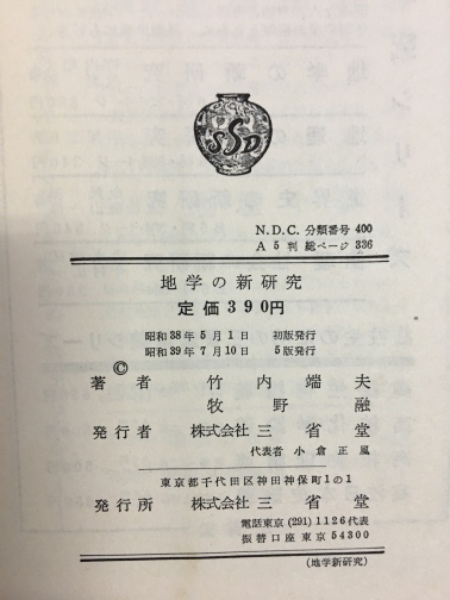 SSD
N.D.C. 分類番号 400
A 5 判 総ページ 336
地学の新研究
定価390円
昭和38年5月1日 初版発行
昭和39年7月10日 5版発行
©
著者 竹内端夫
牧野融
発行者 株式会社 三省堂
代表者 小倉正風
東京都千代田区神田神保町1の1
発行所 株式会社 三省堂
電話東京(291)1126代表
振替口座東京54300
(地学新研究)